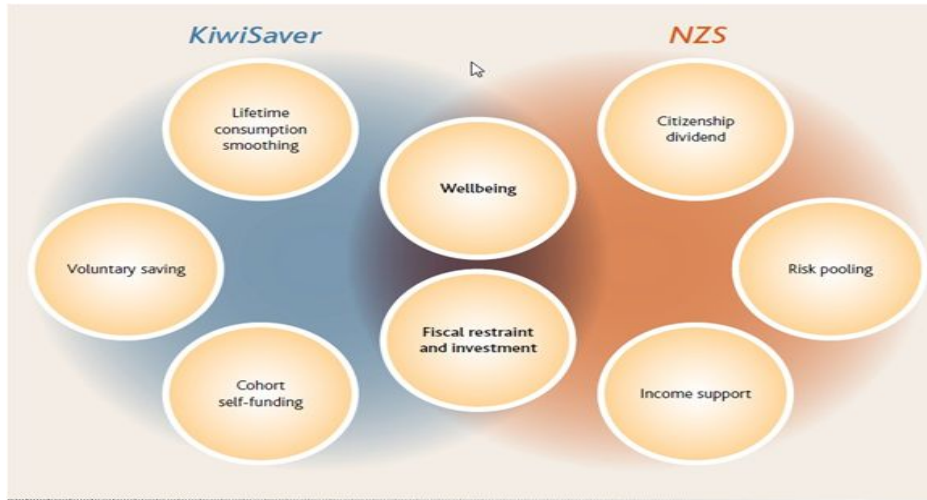 KiwiSaver
NZS
Lifetime
consumption
smoothing
Citizenship
dividend
Wellbeing
Voluntary saving
Risk pooling
Fiscal restraint
and investment
Cohort
self-funding
Income support